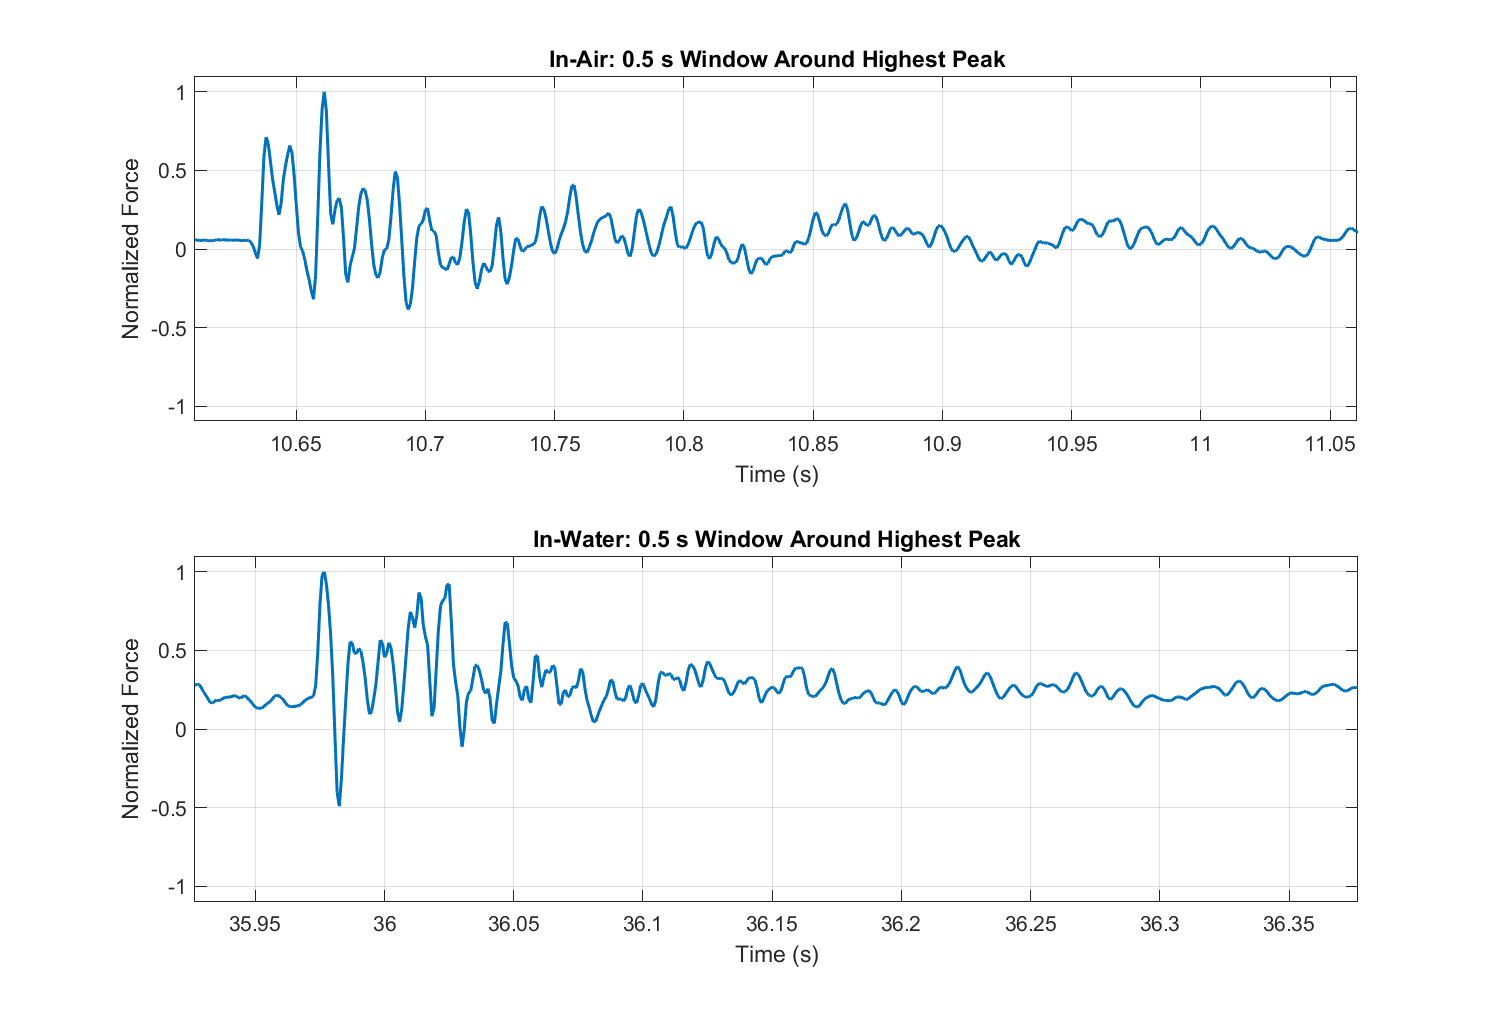 In-Air: 0.5 s Window Around Highest Peak
1
0.5
0
-0.5
-1
Normalized Force
10.65 10.7 10.75 10.8 10.85 10.9 10.95 11 11.05
Time (s)
In-Water: 0.5 s Window Around Highest Peak
1
0.5
0
-0.5
-1
Normalized Force
35.95 36 36.05 36.1 36.15 36.2 36.25 36.3 36.35
Time (s)